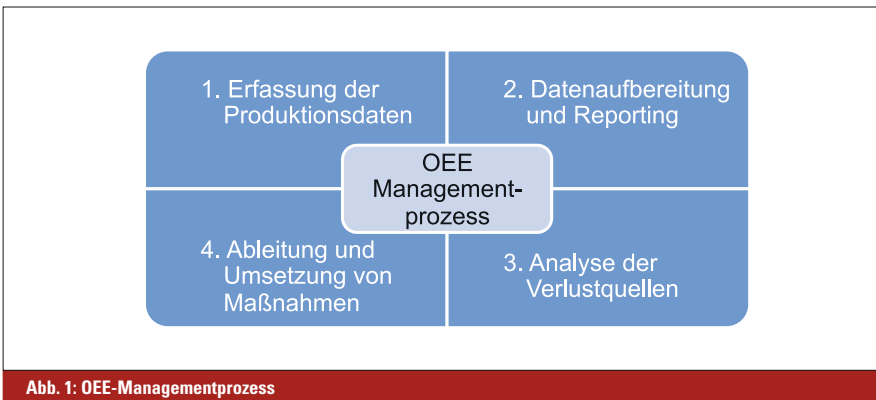 1. Erfassung der
Produktionsdaten
2. Datenaufbereitung
und Reporting
OEE
Management-
prozess
4. Ableitung und
Umsetzung von
Maßnahmen
3. Analyse der
Verlustquellen
Abb. 1: OEE-Managementprozess